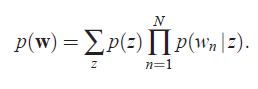 p(𝐰) = ∑_z p(z) ∏_{n=1}^{N} p(w_n | z).